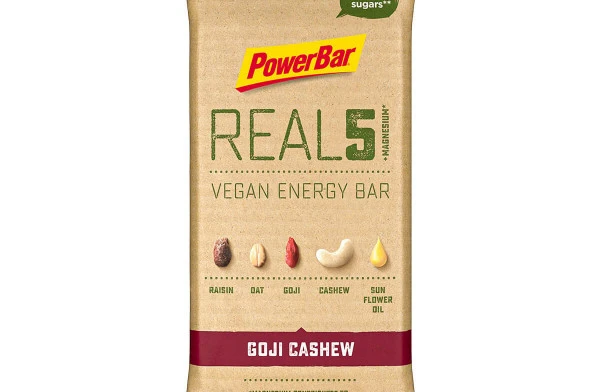 sugars**
PowerBar
REAL5
+MAGNESIUM*
VEGAN ENERGY BAR
RAISIN OAT GOJI CASHEW SUN
FLOWER
OIL
GOJI CASHEW